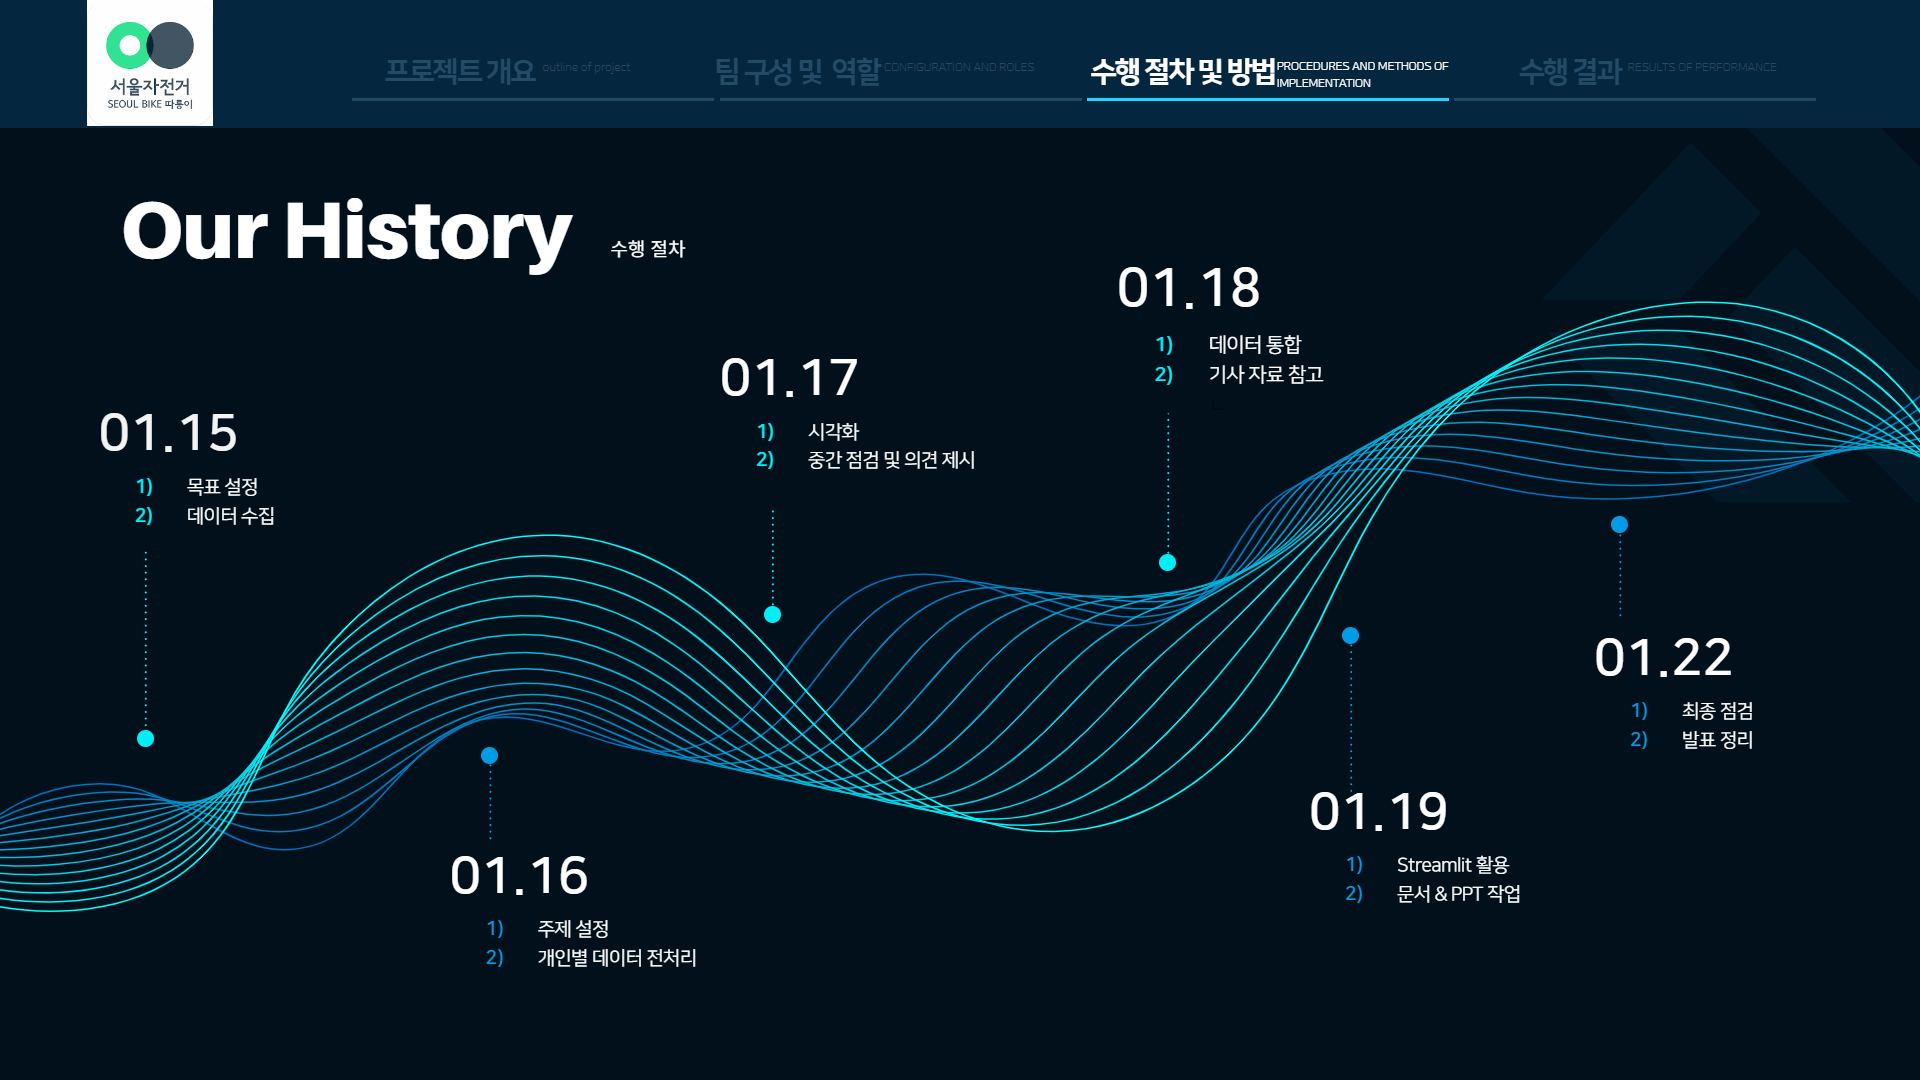 서울자전거
SEOUL BIKE 따릉이
프로젝트 개요 outline of project
팀 구성 및 역할 CONFIGURATION AND ROLES
수행 절차 및 방법 PROCEDURES AND METHODS OF
IMPLEMENTATION
수행 결과 RESULTS OF PERFORMANCE
Our History 수행 절차
01.15
1) 목표 설정
2) 데이터 수집
01.16
1) 주제 설정
2) 개인별 데이터 전처리
01.17
1) 시각화
2) 중간 점검 및 의견 제시
01.18
1) 데이터 통합
2) 기사 자료 참고
01.19
1) Streamlit 활용
2) 문서 & PPT 작업
01.22
1) 최종 점검
2) 발표 정리